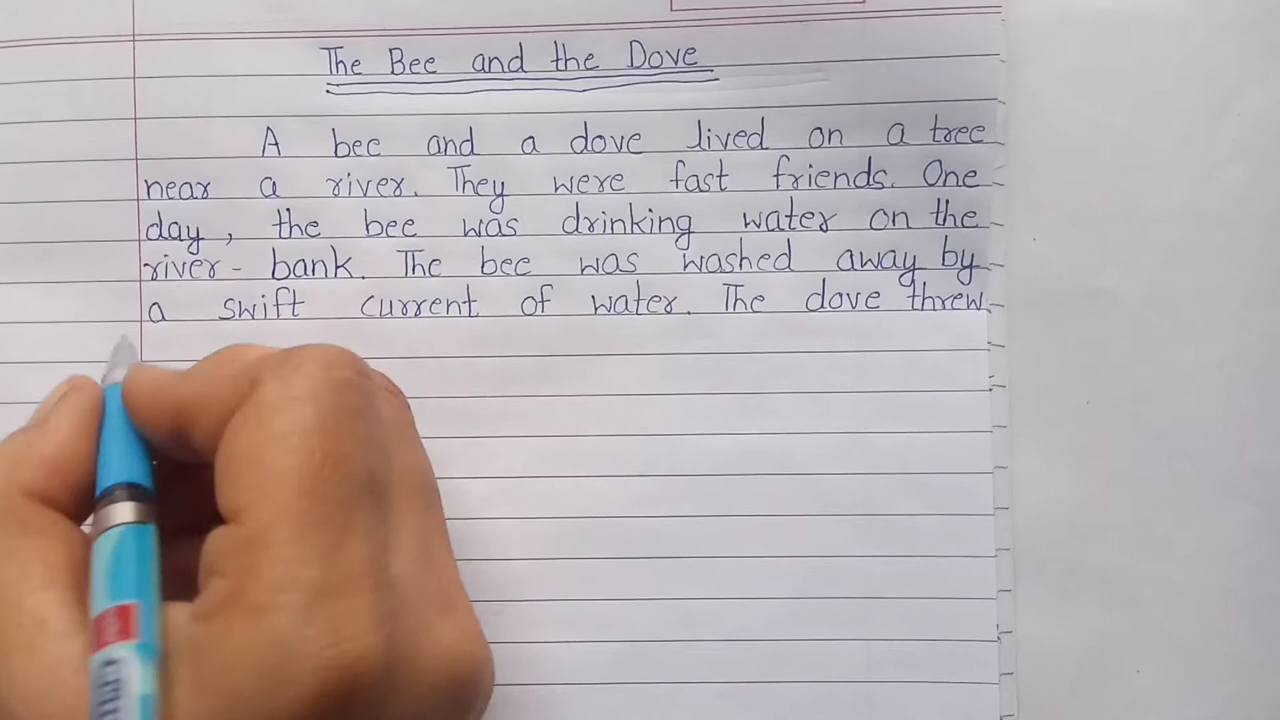 The Bee and the Dove
A bee and a dove lived on a tree
near a river. They were fast friends. One
day, the bee was drinking water on the
river- bank. The bee was washed away by
a swift current of water. The dove threw